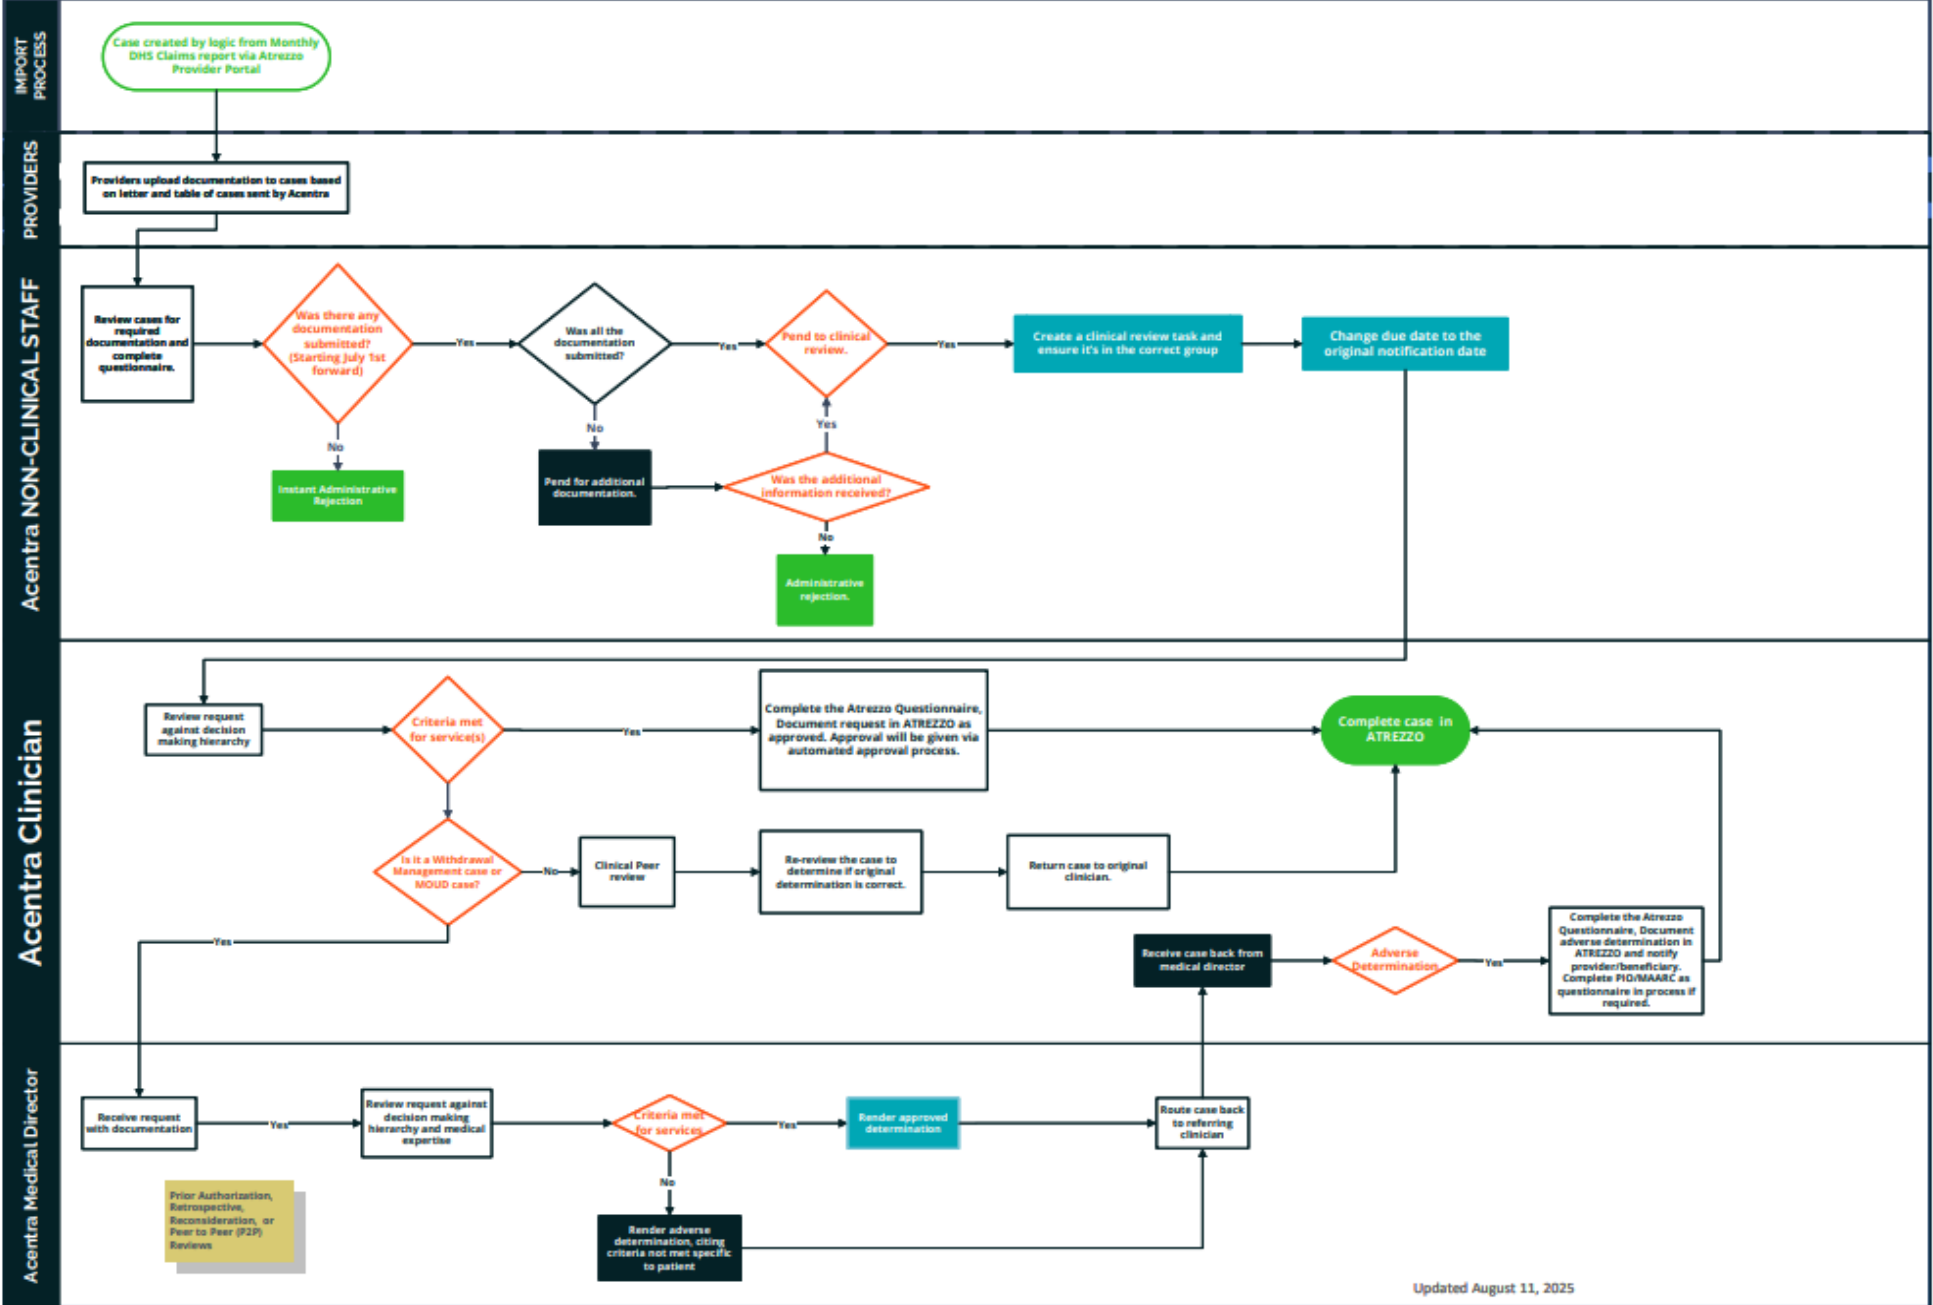 IMPORT
PROCESS
Case created by logic from Monthly
DHS Claims report via Atrezzo
Provider Portal
PROVIDERS
Providers upload documentation to cases based
on letter and table of cases sent by Acentra
Acentra NON-CLINICAL STAFF
Review cases for
required
documentation and
complete
questionnaire.
Was there any
documentation
submitted?
(Starting July 1st
forward)
Yes
No
Instant Administrative
Rejection
Was all the
documentation
submitted?
Yes
No
Pend for additional
documentation.
Pend to clinical
review.
Yes
Yes
Was the additional
information received?
No
Administrative
rejection.
Create a clinical review task and
ensure it's in the correct group
Change due date to the
original notification date
Acentra Clinician
Review request
against decision
making hierarchy
Criteria met
for service(s)
Yes
Complete the Atrezzo Questionnaire,
Document request in ATREZZO as
approved. Approval will be given via
automated approval process.
Complete case in
ATREZZO
Is it a Withdrawal
Management case or
MOUD case?
No
Clinical Peer
review
Re-review the case to
determine if original
determination is correct.
Return case to original
clinician.
Yes
Receive case back from
medical director
Adverse
Determination
Yes
Complete the Atrezzo
Questionnaire, Document
adverse determination in
ATREZZO and notify
provider/beneficiary.
Complete PIO/MAARC as
questionnaire in process if
required.
Acentra Medical Director
Receive request
with documentation
Yes
Review request against
decision making
hierarchy and medical
expertise
Criteria met
for services
Yes
Render approved
determination
Route case back
to referring
clinician
No
Render adverse
determination, citing
criteria not met specific
to patient
Prior Authorization,
Retrospective,
Reconsideration, or
Peer to Peer (P2P)
Reviews
Updated August 11, 2025